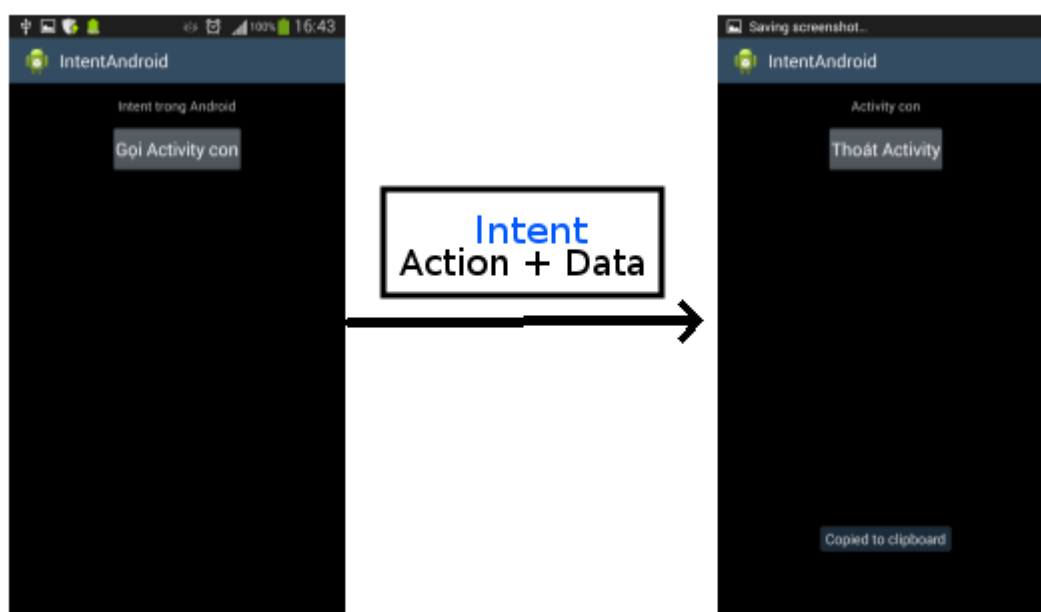 100% 16:43
IntentAndroid
Intent trong Android
Gọi Activity con
Intent
Action + Data
Saving screenshot...
IntentAndroid
Activity con
Thoát Activity
Copied to clipboard